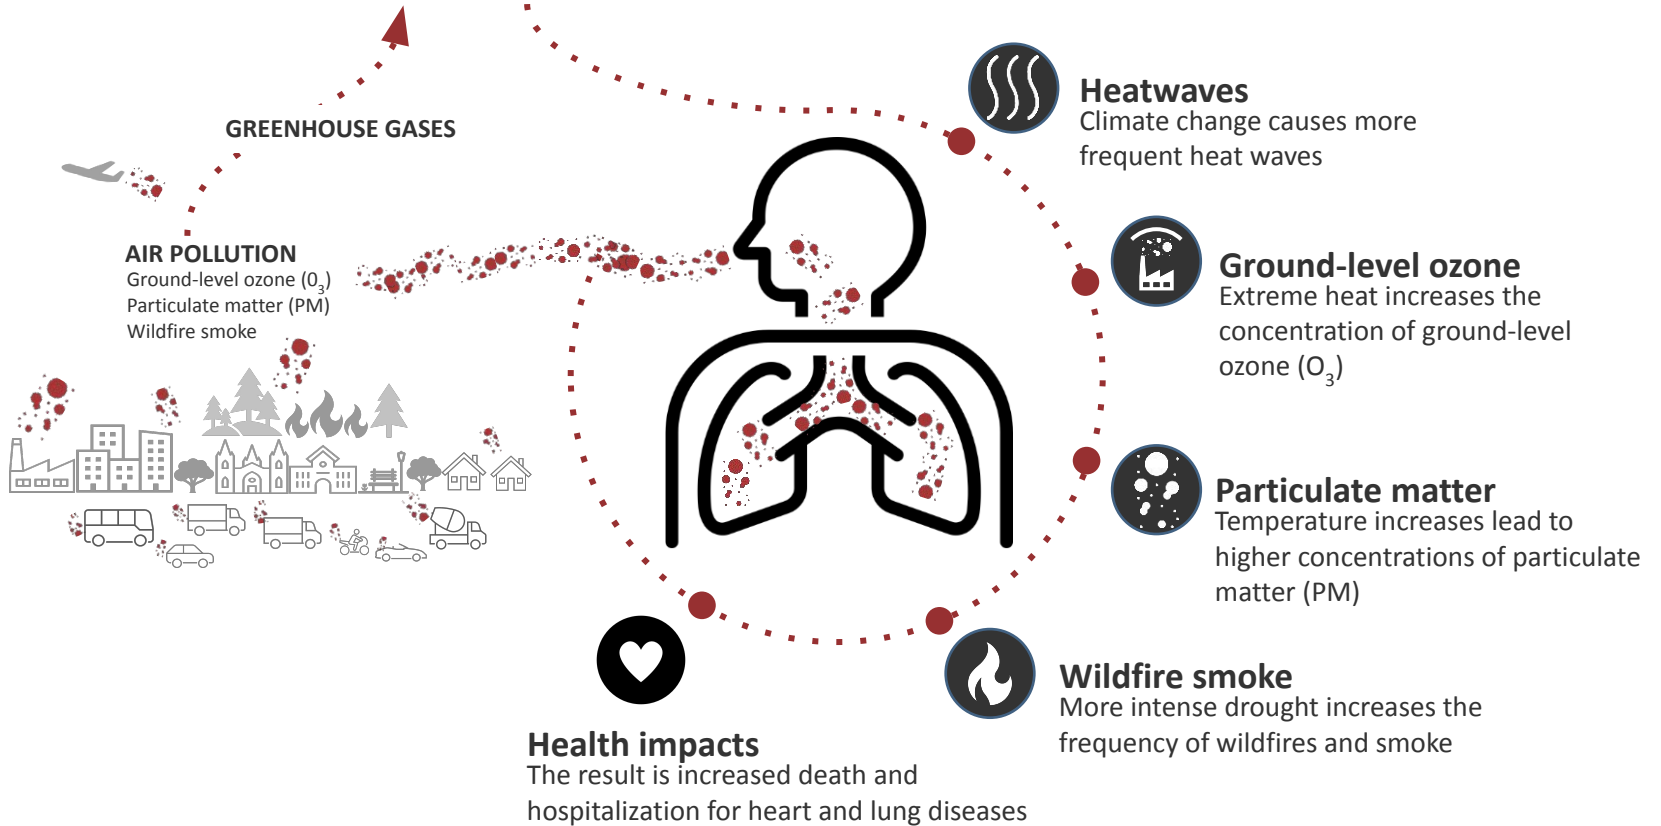 GREENHOUSE GASES
AIR POLLUTION
Ground-level ozone (0₃)
Particulate matter (PM)
Wildfire smoke
Heatwaves
Climate change causes more
frequent heat waves
Ground-level ozone
Extreme heat increases the
concentration of ground-level
ozone (O₃)
Particulate matter
Temperature increases lead to
higher concentrations of particulate
matter (PM)
Wildfire smoke
More intense drought increases the
frequency of wildfires and smoke
Health impacts
The result is increased death and
hospitalization for heart and lung diseases